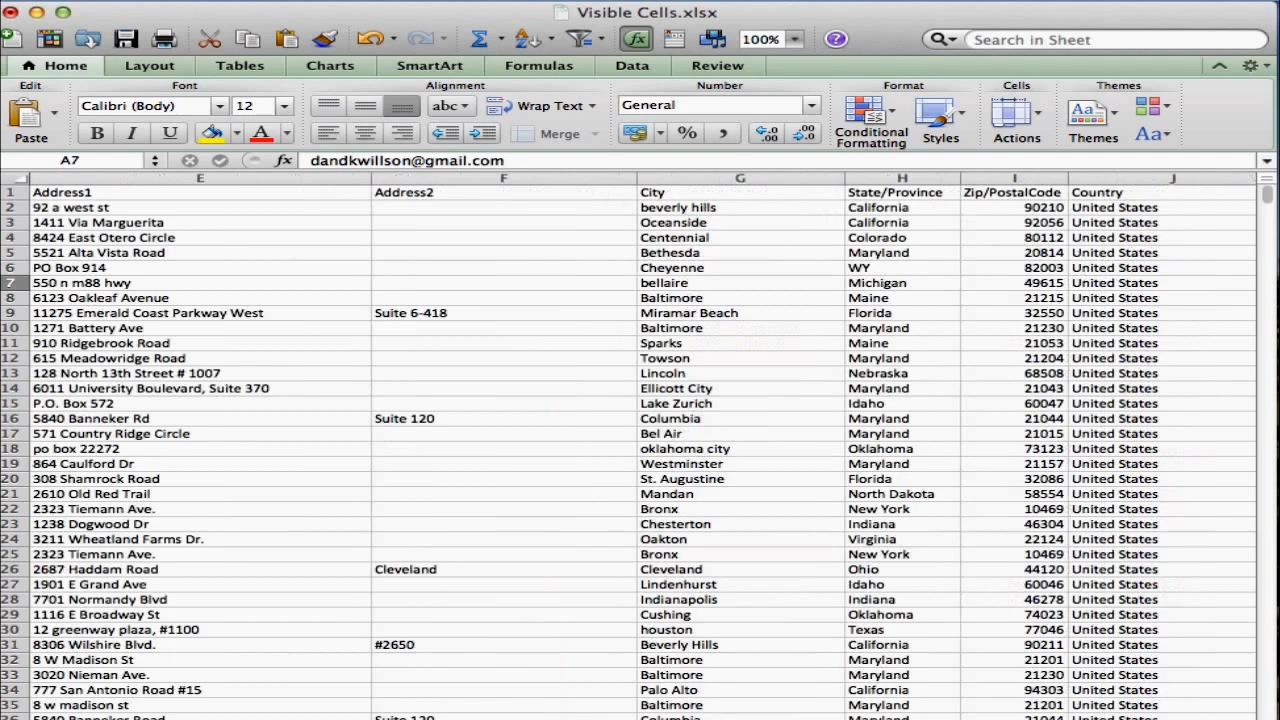 Visible Cells.xlsx
100% Search in Sheet
Home Layout Tables Charts SmartArt Formulas Data Review
Edit Font Alignment Number Format Cells Themes
Calibri (Body) 12 abc Wrap Text General
Paste B I U A Merge % , .0 .00 .00 .0 Conditional Formatting Styles Actions Aa Themes Aa
A7 fx dandkwillson@gmail.com
E F G H I J
1 Address1 Address2 City State/Province Zip/PostalCode Country
2 92 a west st beverly hills California 90210 United States
3 1411 Via Marguerita Oceanside California 92056 United States
4 8424 East Otero Circle Centennial Colorado 80112 United States
5 5521 Alta Vista Road Bethesda Maryland 20814 United States
6 PO Box 914 Cheyenne WY 82003 United States
7 550 n m88 hwy bellaire Michigan 49615 United States
8 6123 Oakleaf Avenue Baltimore Maine 21215 United States
9 11275 Emerald Coast Parkway West Suite 6-418 Miramar Beach Florida 32550 United States
10 1271 Battery Ave Baltimore Maryland 21230 United States
11 910 Ridgebrook Road Sparks Maine 21053 United States
12 615 Meadowridge Road Towson Maryland 21204 United States
13 128 North 13th Street # 1007 Lincoln Nebraska 68508 United States
14 6011 University Boulevard, Suite 370 Ellicott City Maryland 21043 United States
15 P.O. Box 572 Lake Zurich Idaho 60047 United States
16 5840 Banneker Rd Suite 120 Columbia Maryland 21044 United States
17 571 Country Ridge Circle Bel Air Maryland 21015 United States
18 po box 22272 oklahoma city Oklahoma 73123 United States
19 864 Caulford Dr Westminster Maryland 21157 United States
20 308 Shamrock Road St. Augustine Florida 32086 United States
21 2610 Old Red Trail Mandan North Dakota 58554 United States
22 2323 Tiemann Ave. Bronx New York 10469 United States
23 1238 Dogwood Dr Chesterton Indiana 46304 United States
24 3211 Wheatland Farms Dr. Oakton Virginia 22124 United States
25 2323 Tiemann Ave. Bronx New York 10469 United States
26 2687 Haddam Road Cleveland Cleveland Ohio 44120 United States
27 1901 E Grand Ave Lindenhurst Idaho 60046 United States
28 7701 Normandy Blvd Indianapolis Indiana 46278 United States
29 1116 E Broadway St Cushing Oklahoma 74023 United States
30 12 greenway plaza, #1100 houston Texas 77046 United States
31 8306 Wilshire Blvd. #2650 Beverly Hills California 90211 United States
32 8 W Madison St Baltimore Maryland 21201 United States
33 3020 Nieman Ave. Baltimore Maryland 21230 United States
34 777 San Antonio Road #15 Palo Alto California 94303 United States
35 8 w madison st Baltimore Maryland 21201 United States
36 5840 Banneker Road Suite 120 Columbia Maryland 21044 United States